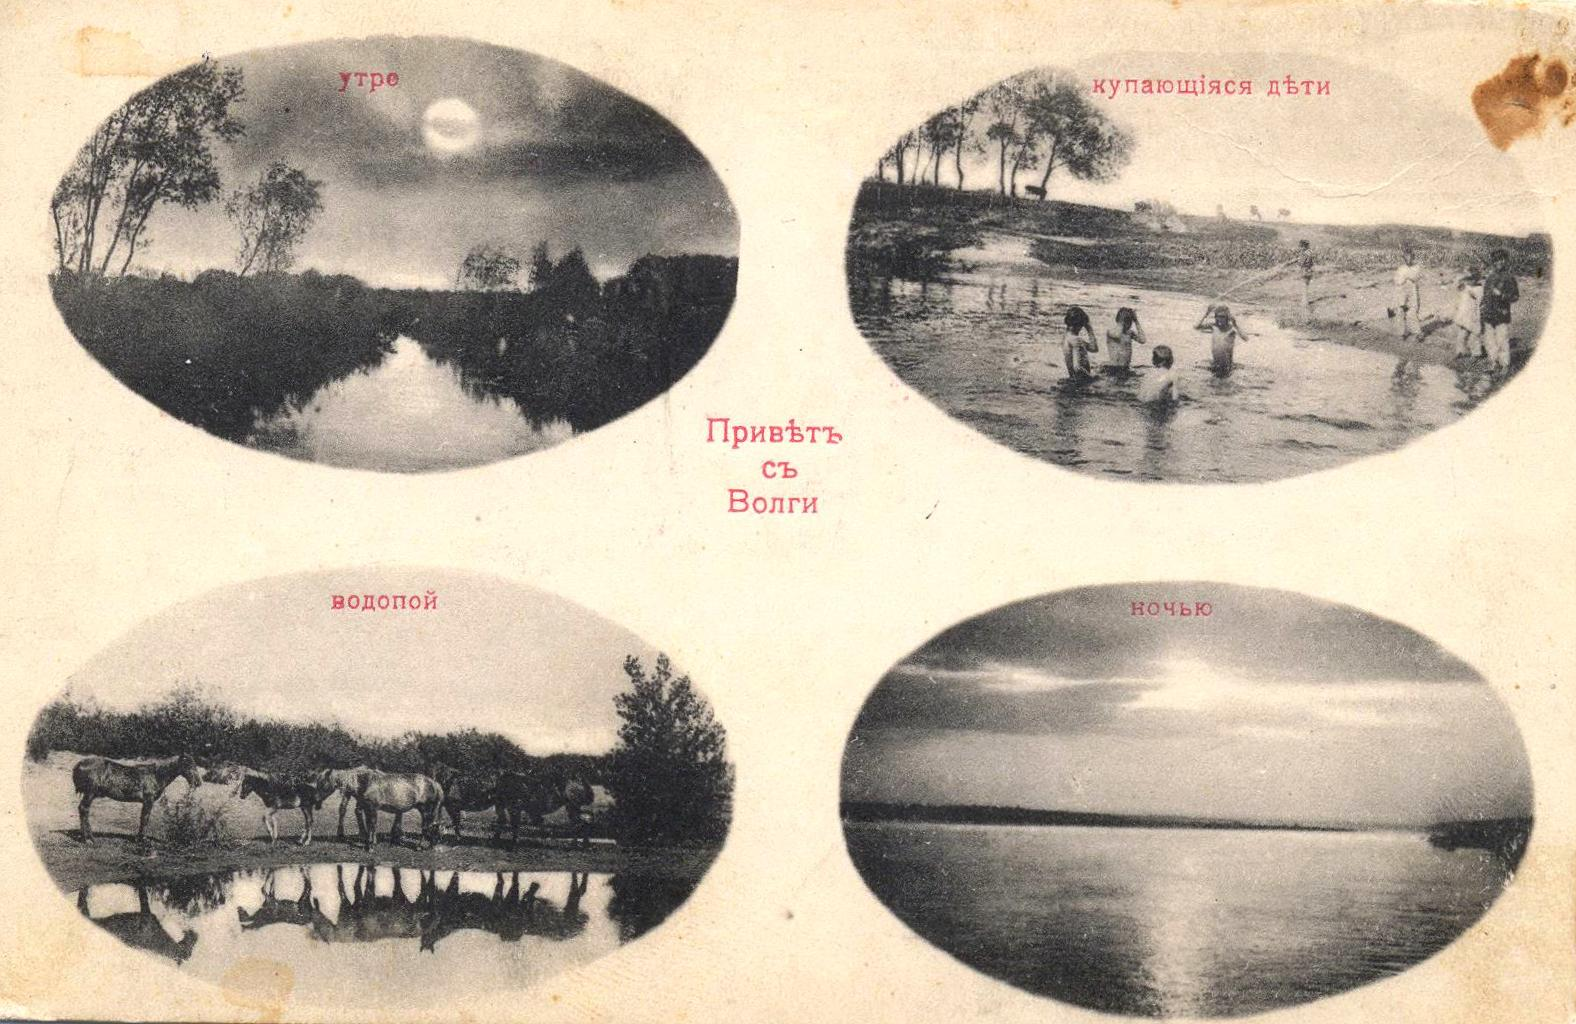 утро
купающіяся дѣти
Привѣтъ
съ
Волги
водопой
ночью